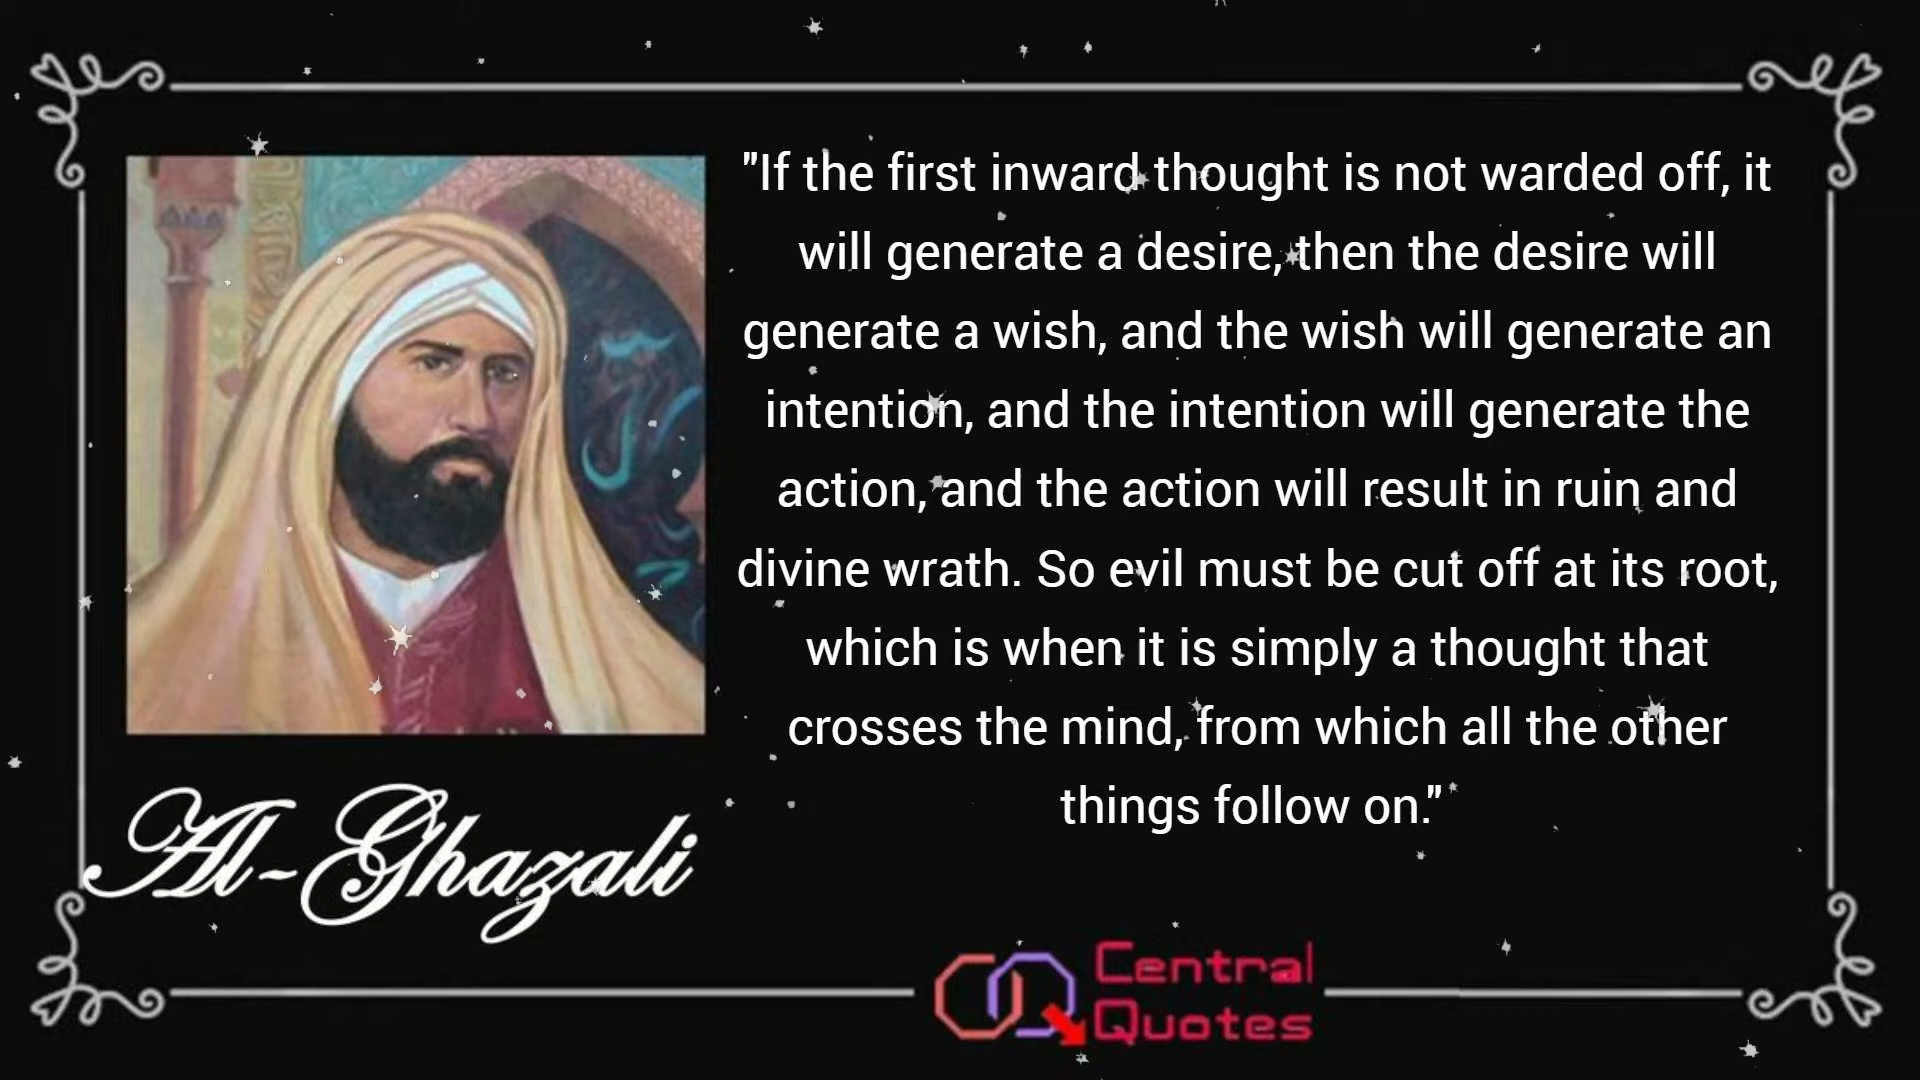 "If the first inward thought is not warded off, it
will generate a desire, then the desire will
generate a wish, and the wish will generate an
intention, and the intention will generate the
action, and the action will result in ruin and
divine wrath. So evil must be cut off at its root,
which is when it is simply a thought that
crosses the mind, from which all the other
things follow on."
Al-Ghazali
Central
Quotes